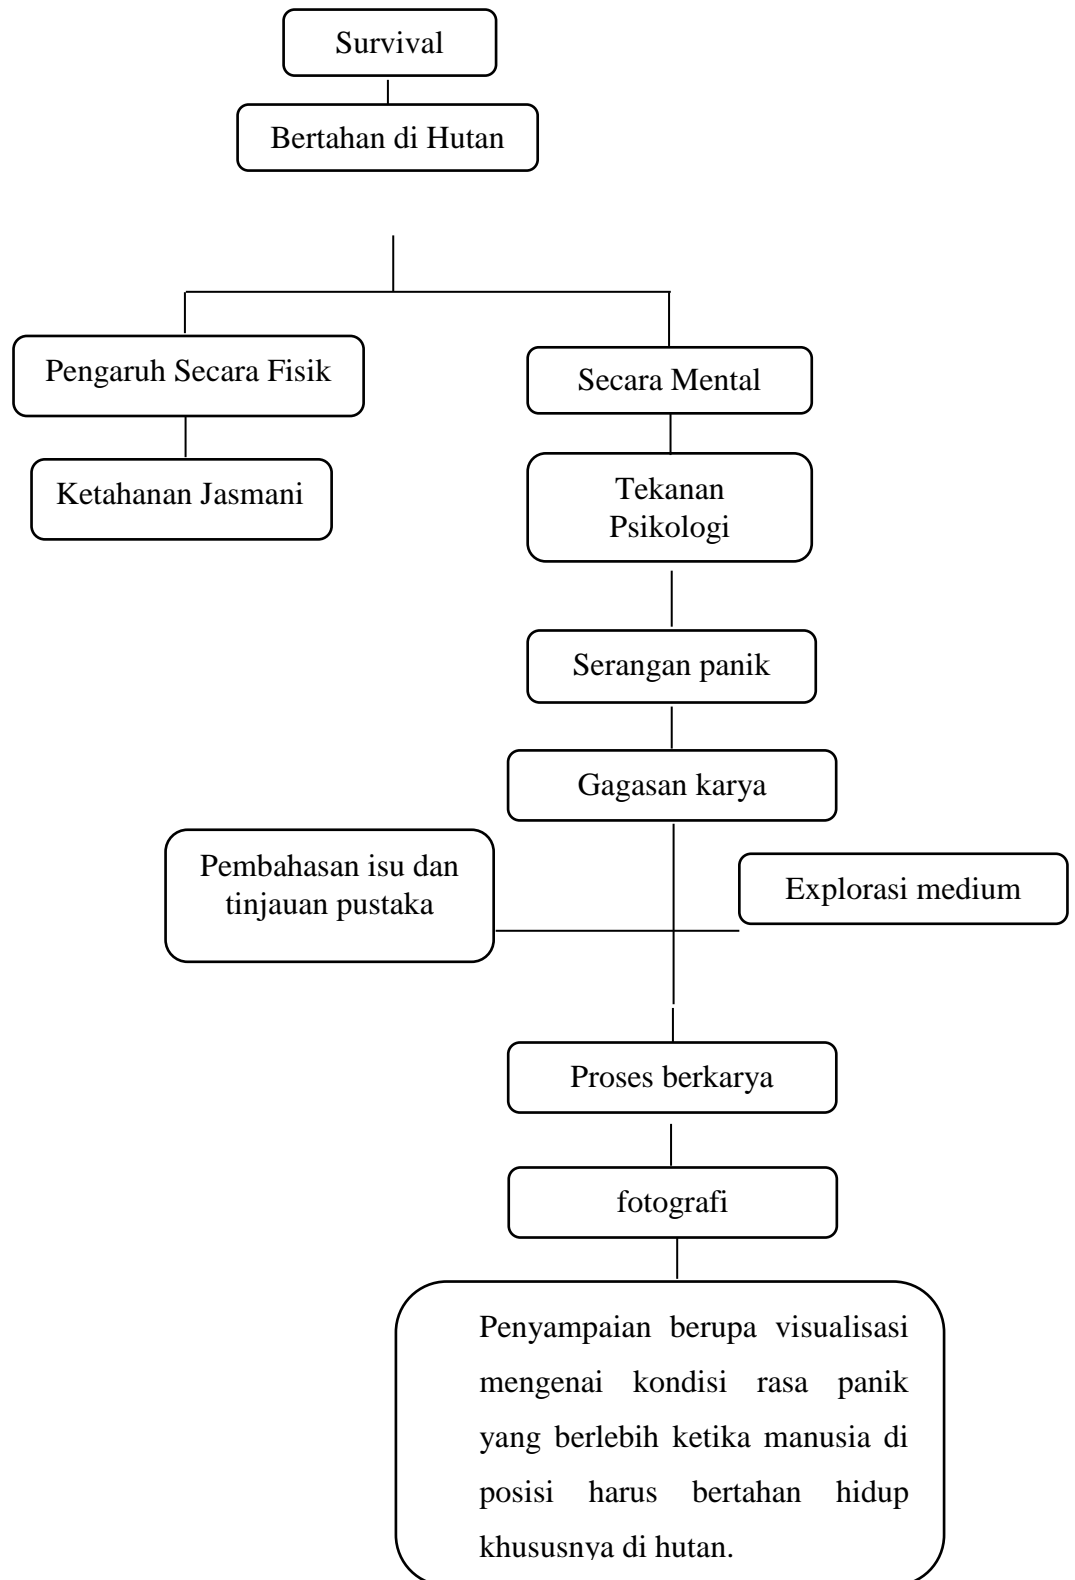 Survival
Bertahan di Hutan
Pengaruh Secara Fisik
Secara Mental
Ketahanan Jasmani
Tekanan
Psikologi
Serangan panik
Gagasan karya
Pembahasan isu dan
tinjauan pustaka
Explorasi medium
Proses berkarya
fotografi
Penyampaian berupa visualisasi
mengenai kondisi rasa panik
yang berlebih ketika manusia di
posisi harus bertahan hidup
khususnya di hutan.